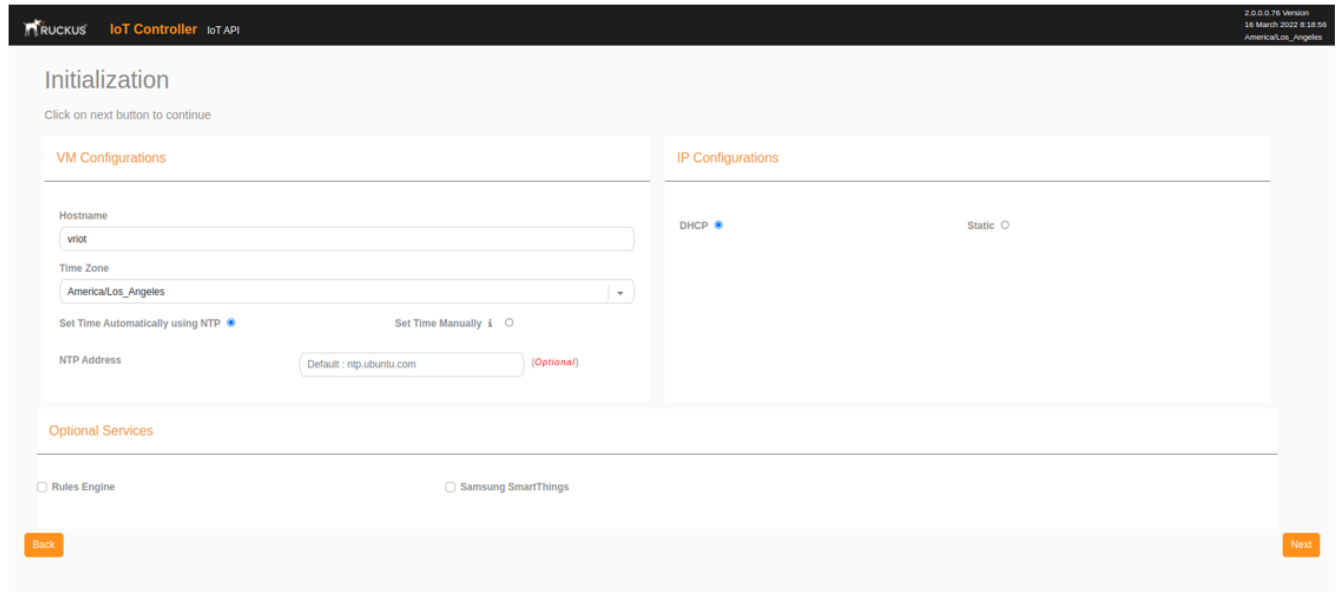 RUCKUS IoT Controller IoT API
2.0.0.0.76 Version
16 March 2022 8:18:56
America/Los_Angeles
Initialization
Click on next button to continue
VM Configurations
Hostname
vriot
Time Zone
America/Los_Angeles
Set Time Automatically using NTP Set Time Manually i
NTP Address Default : ntp.ubuntu.com (Optional)
IP Configurations
DHCP Static
Optional Services
Rules Engine Samsung SmartThings
Back Next